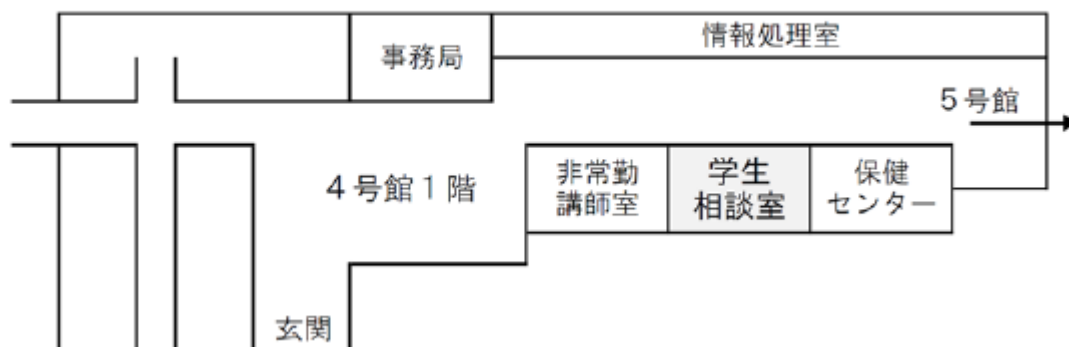 情報処理室
事務局
５号館
４号館１階
非常勤
講師室
学生
相談室
保健
センター
玄関